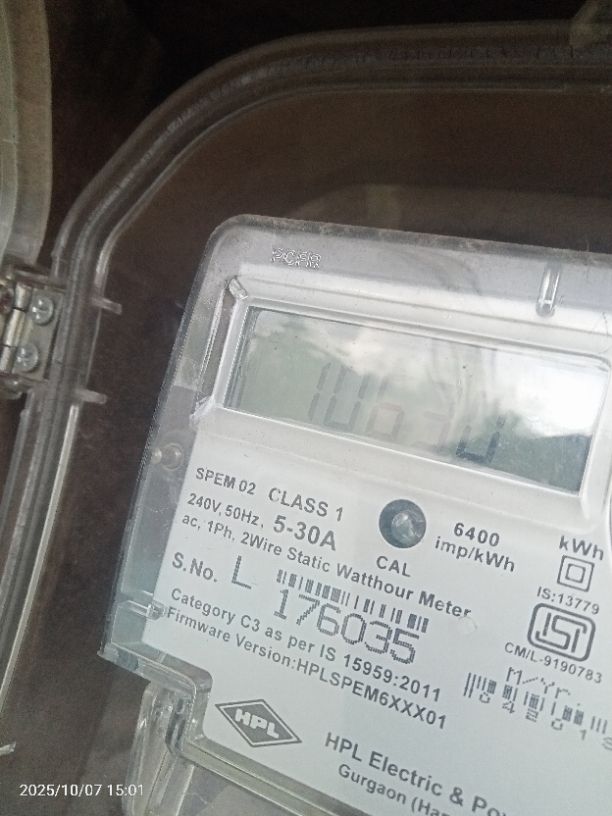 SPEM 02 CLASS 1
240V, 50Hz, 5-30A
ac, 1Ph, 2Wire Static Watthour Meter
CAL
6400
imp/kWh
kWh
IS:13779
S.No. L 176035
CM/L-9190783
Category C3 as per IS 15959:2011
Firmware Version:HPLSPEM6XXX01
M/Yr.
HPL
HPL Electric &
Gurgaon
2025/10/07 15:01